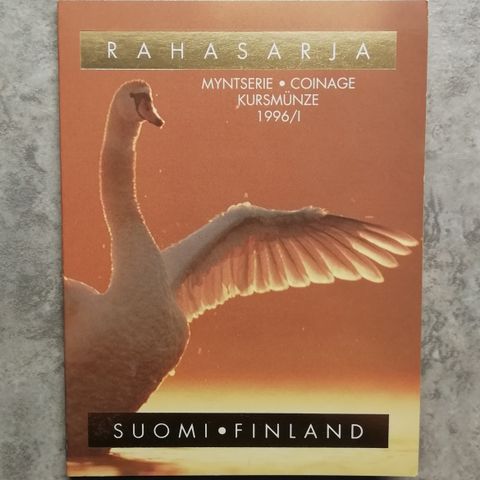 RAHASARJA
MYNTSERIE • COINAGE
KURSMÜNZE
1996/I
SUOMI • FINLAND